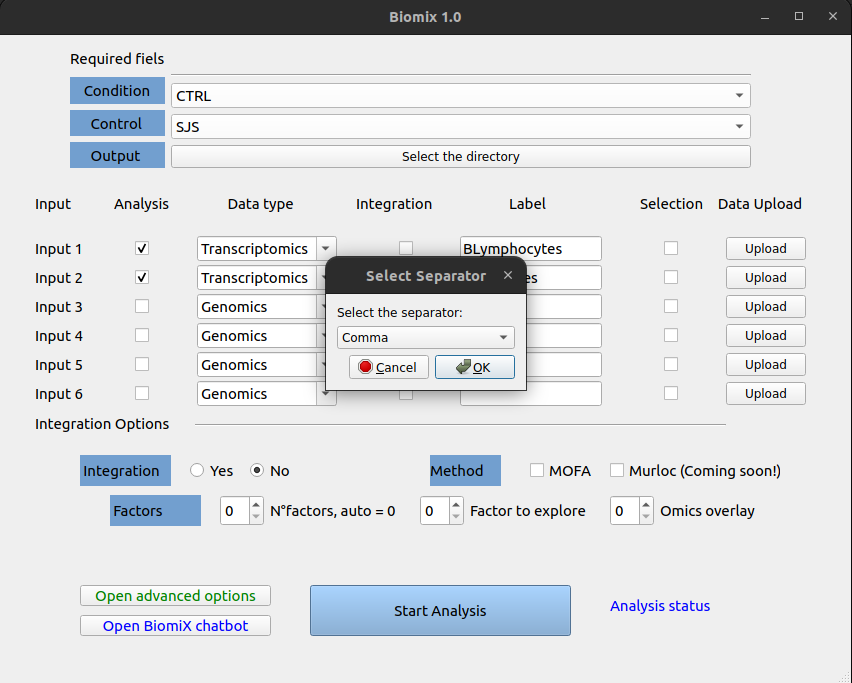 Biomix 1.0
Required fiels
Condition CTRL
Control SJS
Output Select the directory
Input Analysis Data type Integration Label Selection Data Upload
Input 1 Transcriptomics BLymphocytes Upload
Input 2 Transcriptomics es Upload
Select Separator
Select the separator:
Comma
Cancel OK
Input 3 Genomics Upload
Input 4 Genomics Upload
Input 5 Genomics Upload
Input 6 Genomics Upload
Integration Options
Integration Yes No Method MOFA Murloc (Coming soon!)
Factors 0 N°factors, auto = 0 0 Factor to explore 0 Omics overlay
Open advanced options
Open BiomiX chatbot
Start Analysis
Analysis status